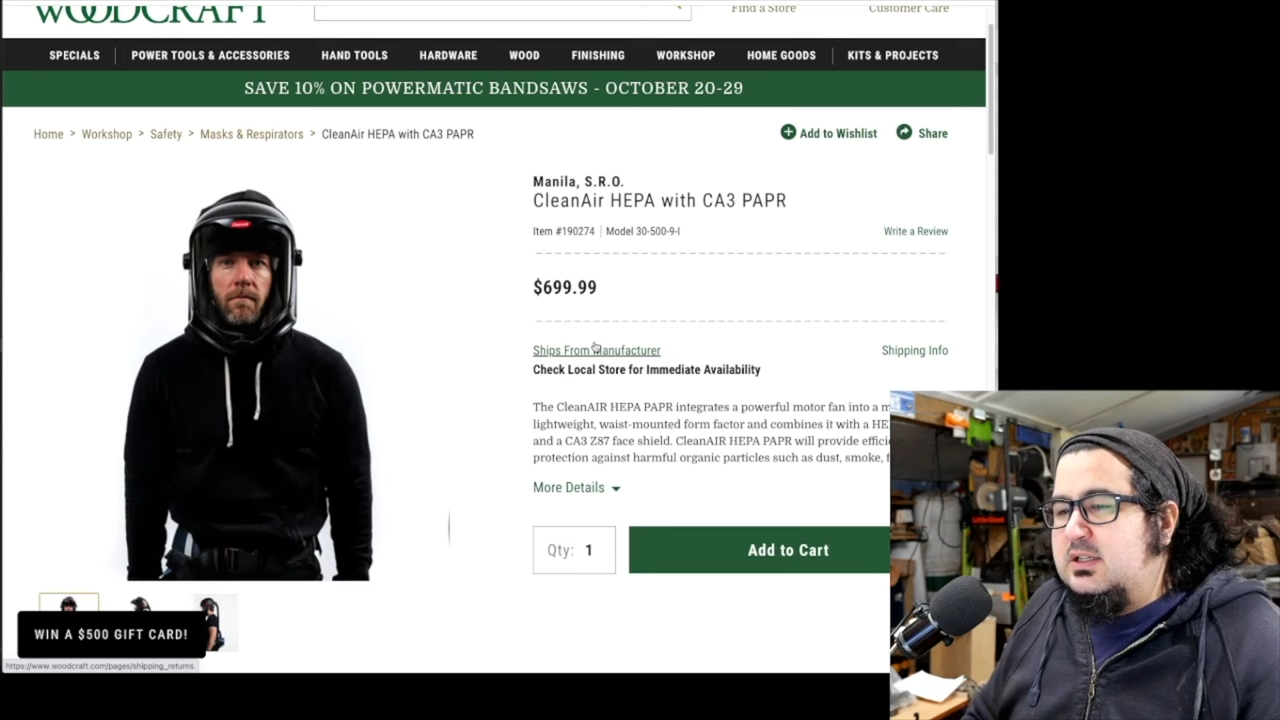 WOODCRAFT
Find a Store
Customer Care
SPECIALS
POWER TOOLS & ACCESSORIES
HAND TOOLS
HARDWARE
WOOD
FINISHING
WORKSHOP
HOME GOODS
KITS & PROJECTS
SAVE 10% ON POWERMATIC BANDSAWS - OCTOBER 20-29
Home > Workshop > Safety > Masks & Respirators > CleanAir HEPA with CA3 PAPR
Add to Wishlist
Share
Manila, S.R.O.
CleanAir HEPA with CA3 PAPR
Item #190274 | Model 30-500-9-I
Write a Review
$699.99
Ships From Manufacturer
Shipping Info
Check Local Store for Immediate Availability
The CleanAIR HEPA PAPR integrates a powerful motor fan into a
lightweight, waist-mounted form factor and combines it with a
and a CA3 Z87 face shield. CleanAIR HEPA PAPR will provide
protection against harmful organic particles such as dust, smoke,
More Details
Qty: 1
Add to Cart
WIN A $500 GIFT CARD!
https://www.woodcraft.com/pages/shipping_returns